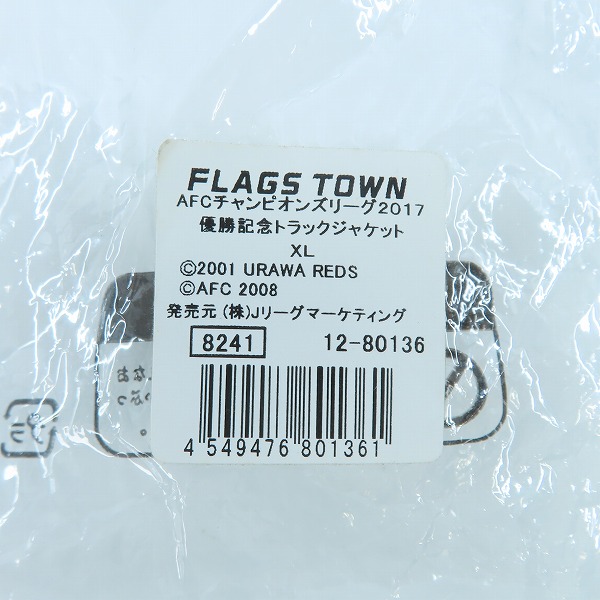 FLAGS TOWN
AFCチャンピオンズリーグ2017
優勝記念トラックジャケット
XL
©2001 URAWA REDS
©AFC 2008
発売元 (株)Jリーグマーケティング
8241 12-80136
4 549476 801361
プラ